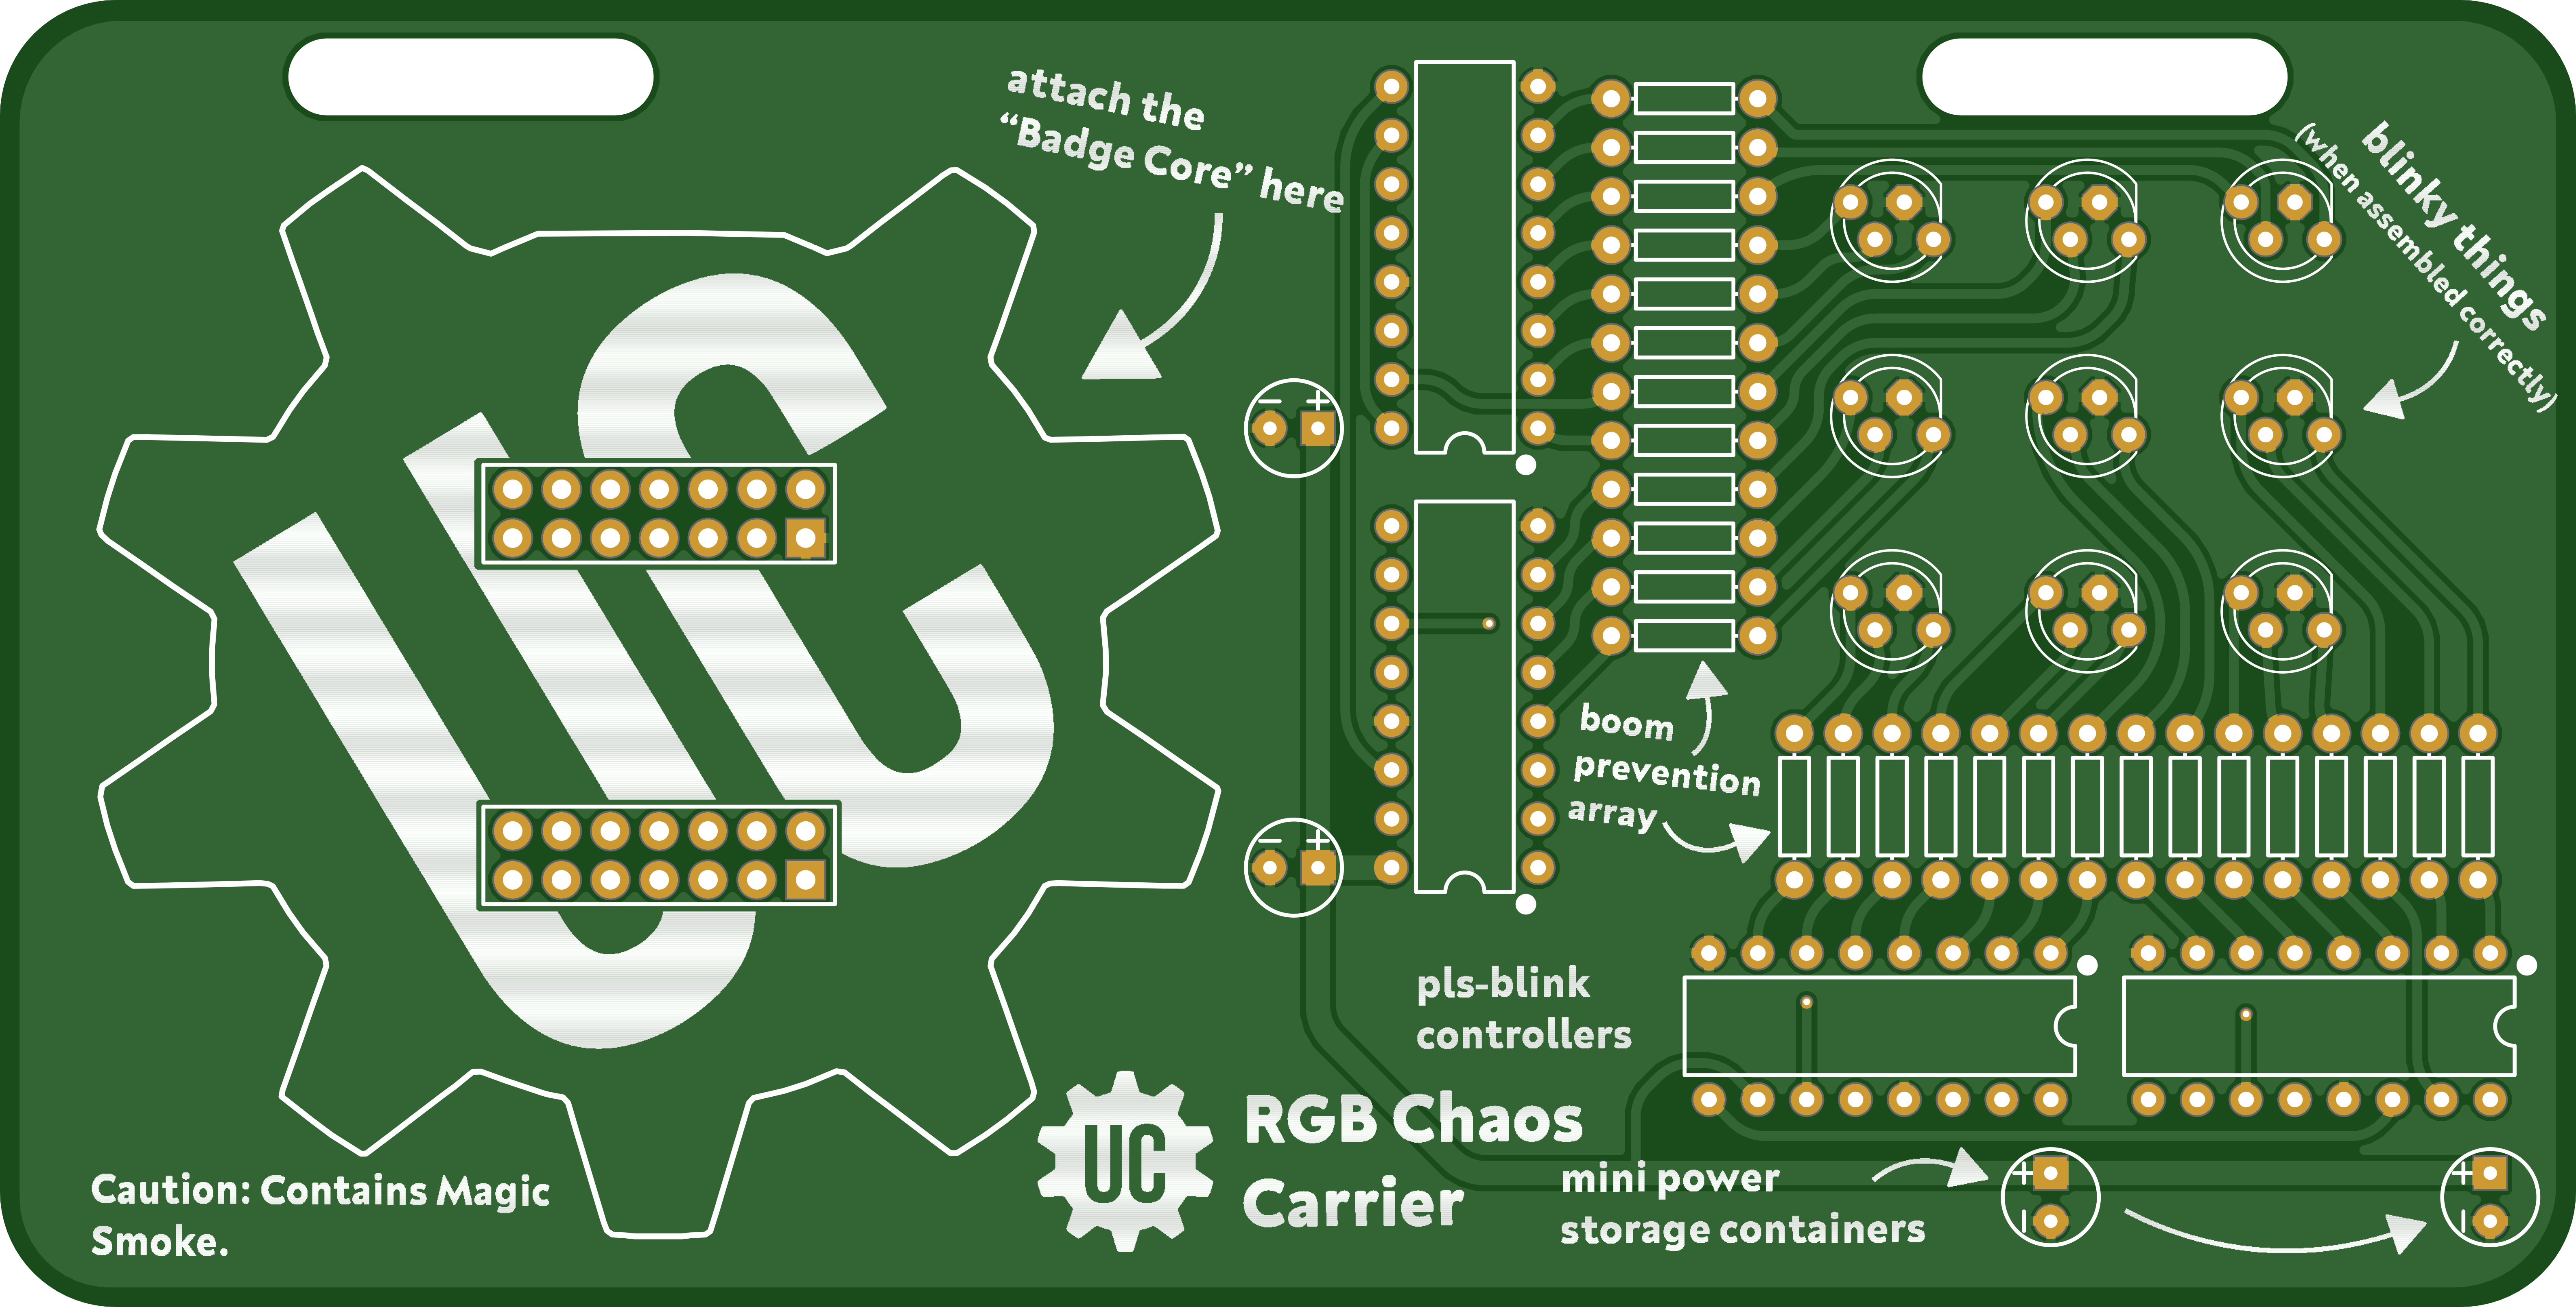 attach the
“Badge Core” here
blinky things
(when assembled correctly)
boom
prevention
array
pls-blink
controllers
UC
RGB Chaos
Carrier
mini power
storage containers
Caution: Contains Magic
Smoke.